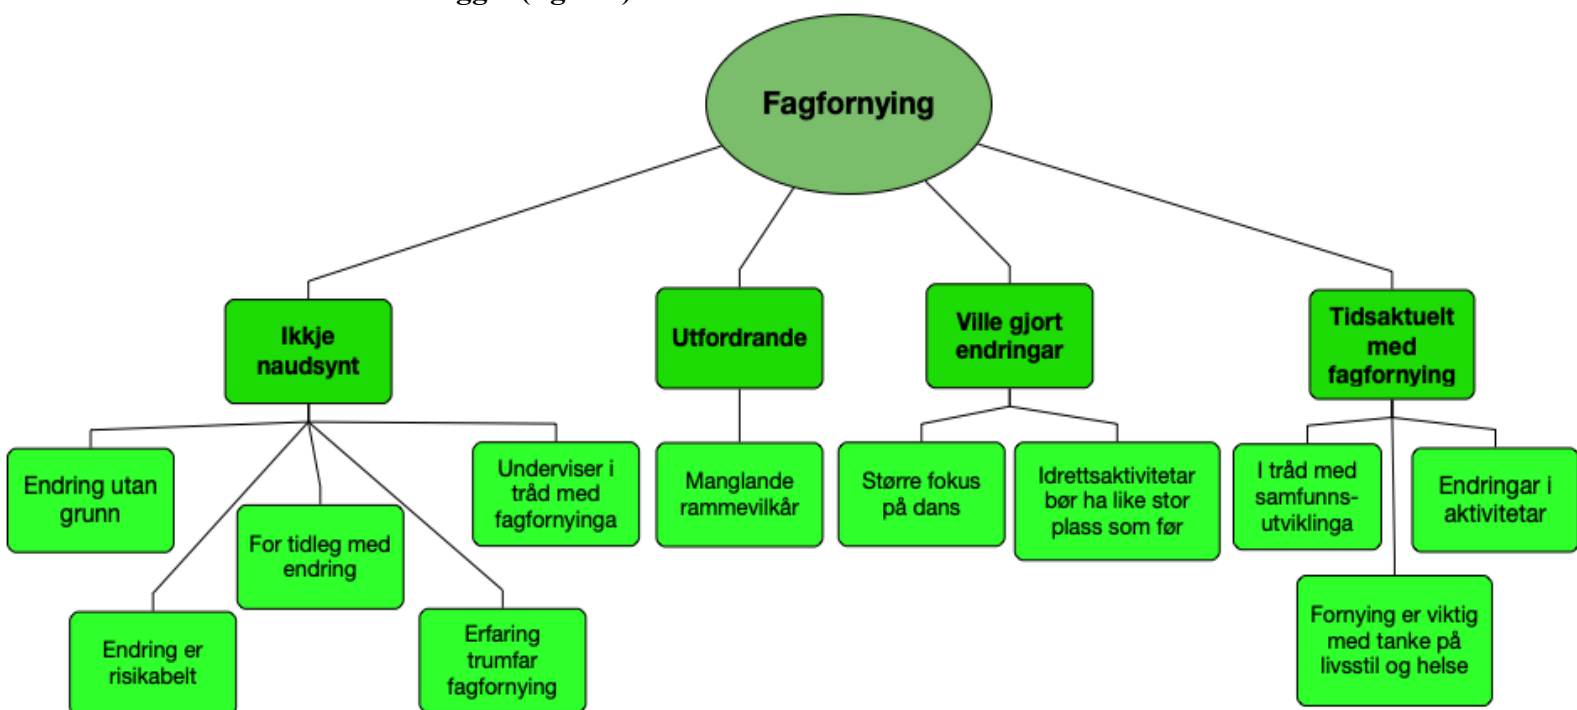 Fagfornying
Ikkje
naudsynt
Utfordrande
Ville gjort
endringar
Tidsaktuelt
med
fagfornying
Endring utan
grunn
For tidleg med
endring
Underviser i
tråd med
fagfornyinga
Endring er
risikabelt
Erfaring
trumfar
fagfornying
Manglande
rammevilkår
Større fokus
på dans
Idrettsaktivitetar
bør ha like stor
plass som før
I tråd med
samfunns-
utviklinga
Endringar i
aktivitetar
Fornying er viktig
med tanke på
livsstil og helse